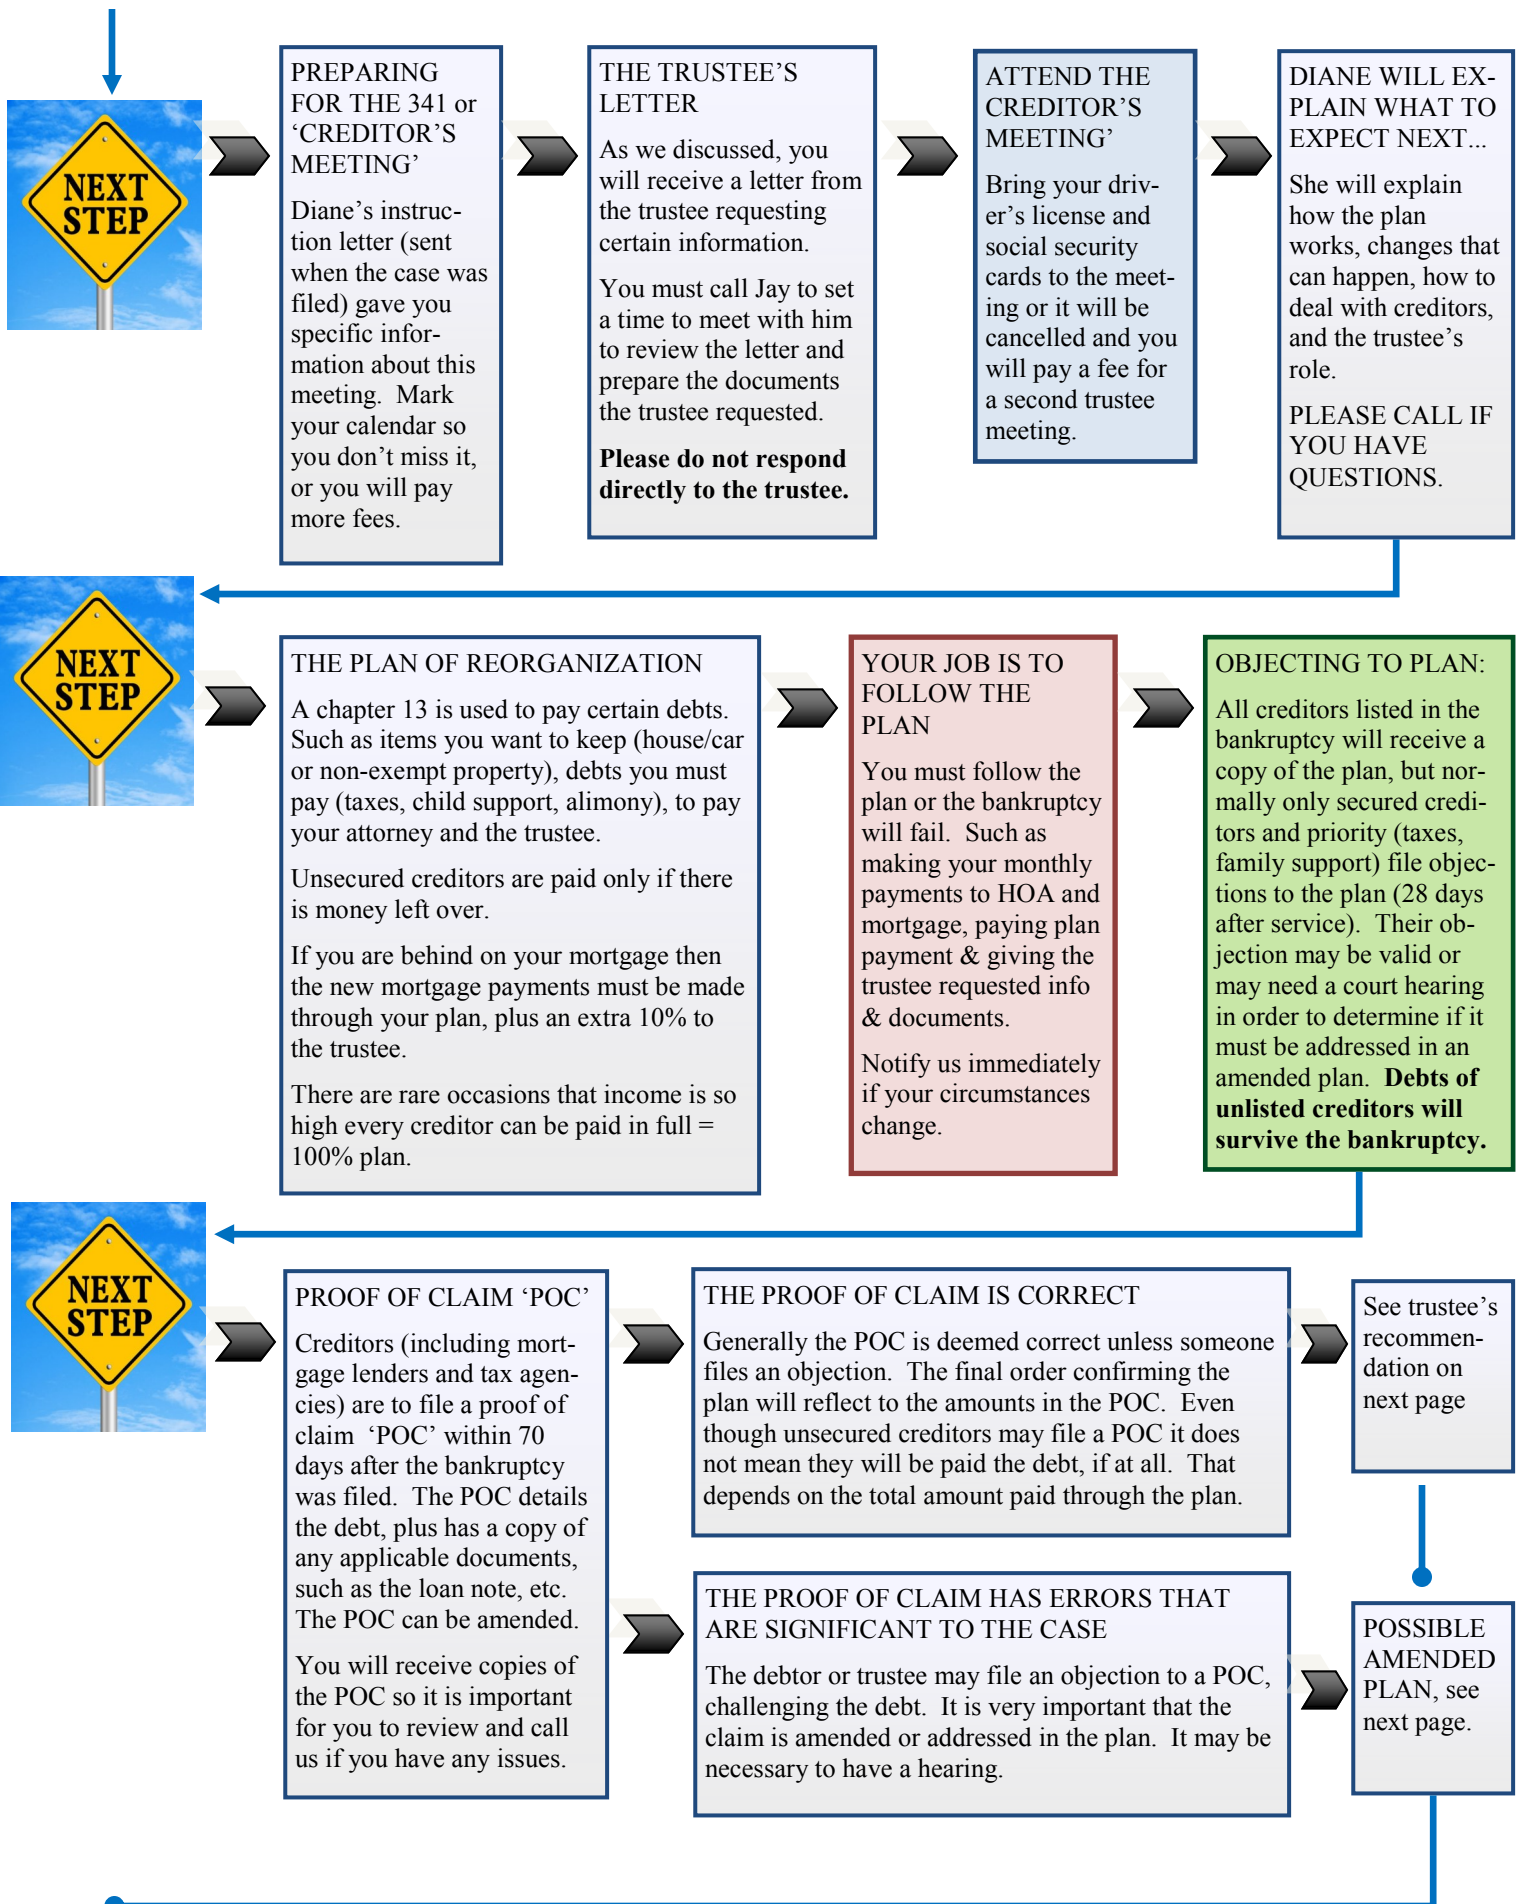 NEXT
STEP
PREPARING
FOR THE 341 or
‘CREDITOR’S
MEETING’
Diane’s instruc-
tion letter (sent
when the case was
filed) gave you
specific infor-
mation about this
meeting.  Mark
your calendar so
you don’t miss it,
or you will pay
more fees.
THE TRUSTEE’S
LETTER
As we discussed, you
will receive a letter from
the trustee requesting
certain information.
You must call Jay to set
a time to meet with him
to review the letter and
prepare the documents
the trustee requested.
Please do not respond
directly to the trustee.
ATTEND THE
CREDITOR’S
MEETING’
Bring your driv-
er’s license and
social security
cards to the meet-
ing or it will be
cancelled and you
will pay a fee for
a second trustee
meeting.
DIANE WILL EX-
PLAIN WHAT TO
EXPECT NEXT...
She will explain
how the plan
works, changes that
can happen, how to
deal with creditors,
and the trustee’s
role.
PLEASE CALL IF
YOU HAVE
QUESTIONS.
NEXT
STEP
THE PLAN OF REORGANIZATION
A chapter 13 is used to pay certain debts.
Such as items you want to keep (house/car
or non-exempt property), debts you must
pay (taxes, child support, alimony), to pay
your attorney and the trustee.
Unsecured creditors are paid only if there
is money left over.
If you are behind on your mortgage then
the new mortgage payments must be made
through your plan, plus an extra 10% to
the trustee.
There are rare occasions that income is so
high every creditor can be paid in full =
100% plan.
YOUR JOB IS TO
FOLLOW THE
PLAN
You must follow the
plan or the bankruptcy
will fail.  Such as
making your monthly
payments to HOA and
mortgage, paying plan
payment & giving the
trustee requested info
& documents.
Notify us immediately
if your circumstances
change.
OBJECTING TO PLAN:
All creditors listed in the
bankruptcy will receive a
copy of the plan, but nor-
mally only secured credi-
tors and priority (taxes,
family support) file objec-
tions to the plan (28 days
after service).  Their ob-
jection may be valid or
may need a court hearing
in order to determine if it
must be addressed in an
amended plan.  Debts of
unlisted creditors will
survive the bankruptcy.
NEXT
STEP
PROOF OF CLAIM ‘POC’
Creditors (including mort-
gage lenders and tax agen-
cies) are to file a proof of
claim  ‘POC’ within 70
days after the bankruptcy
was filed.  The POC details
the debt, plus has a copy of
any applicable documents,
such as the loan note, etc.
The POC can be amended.
You will receive copies of
the POC so it is important
for you to review and call
us if you have any issues.
THE PROOF OF CLAIM IS CORRECT
Generally the POC is deemed correct unless someone
files an objection.  The final order confirming the
plan will reflect to the amounts in the POC.  Even
though unsecured creditors may file a POC it does
not mean they will be paid the debt, if at all.  That
depends on the total amount paid through the plan.
See trustee’s
recommen-
dation on
next page
THE PROOF OF CLAIM HAS ERRORS THAT
ARE SIGNIFICANT TO THE CASE
The debtor or trustee may file an objection to a POC,
challenging the debt.  It is very important that the
claim is amended or addressed in the plan.  It may be
necessary to have a hearing.
POSSIBLE
AMENDED
PLAN, see
next page.